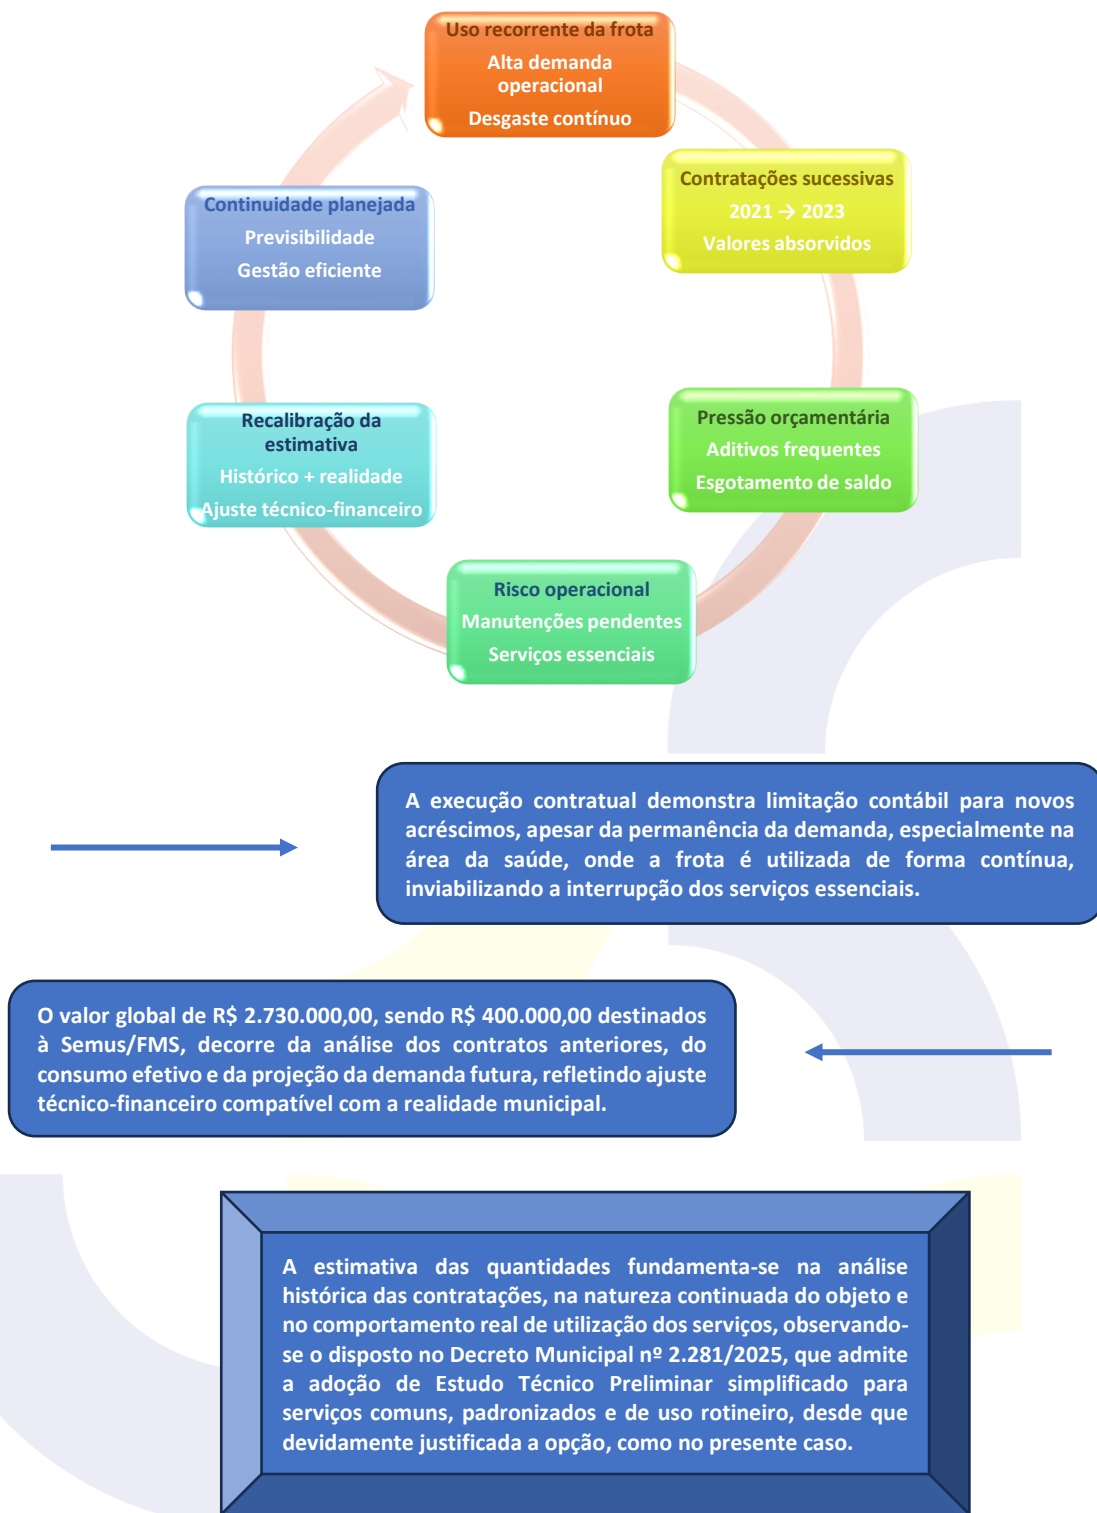 Uso recorrente da frota
Alta demanda
operacional
Desgaste contínuo
Contratações sucessivas
2021 → 2023
Valores absorvidos
Pressão orçamentária
Aditivos frequentes
Esgotamento de saldo
Risco operacional
Manutenções pendentes
Serviços essenciais
Recalibração da
estimativa
Histórico + realidade
Ajuste técnico-financeiro
Continuidade planejada
Previsibilidade
Gestão eficiente
A execução contratual demonstra limitação contábil para novos
acréscimos, apesar da permanência da demanda, especialmente na
área da saúde, onde a frota é utilizada de forma contínua,
inviabilizando a interrupção dos serviços essenciais.
O valor global de R$ 2.730.000,00, sendo R$ 400.000,00 destinados
à Semus/FMS, decorre da análise dos contratos anteriores, do
consumo efetivo e da projeção da demanda futura, refletindo ajuste
técnico-financeiro compatível com a realidade municipal.
A estimativa das quantidades fundamenta-se na análise
histórica das contratações, na natureza continuada do objeto e
no comportamento real de utilização dos serviços, observando-
se o disposto no Decreto Municipal nº 2.281/2025, que admite
a adoção de Estudo Técnico Preliminar simplificado para
serviços comuns, padronizados e de uso rotineiro, desde que
devidamente justificada a opção, como no presente caso.